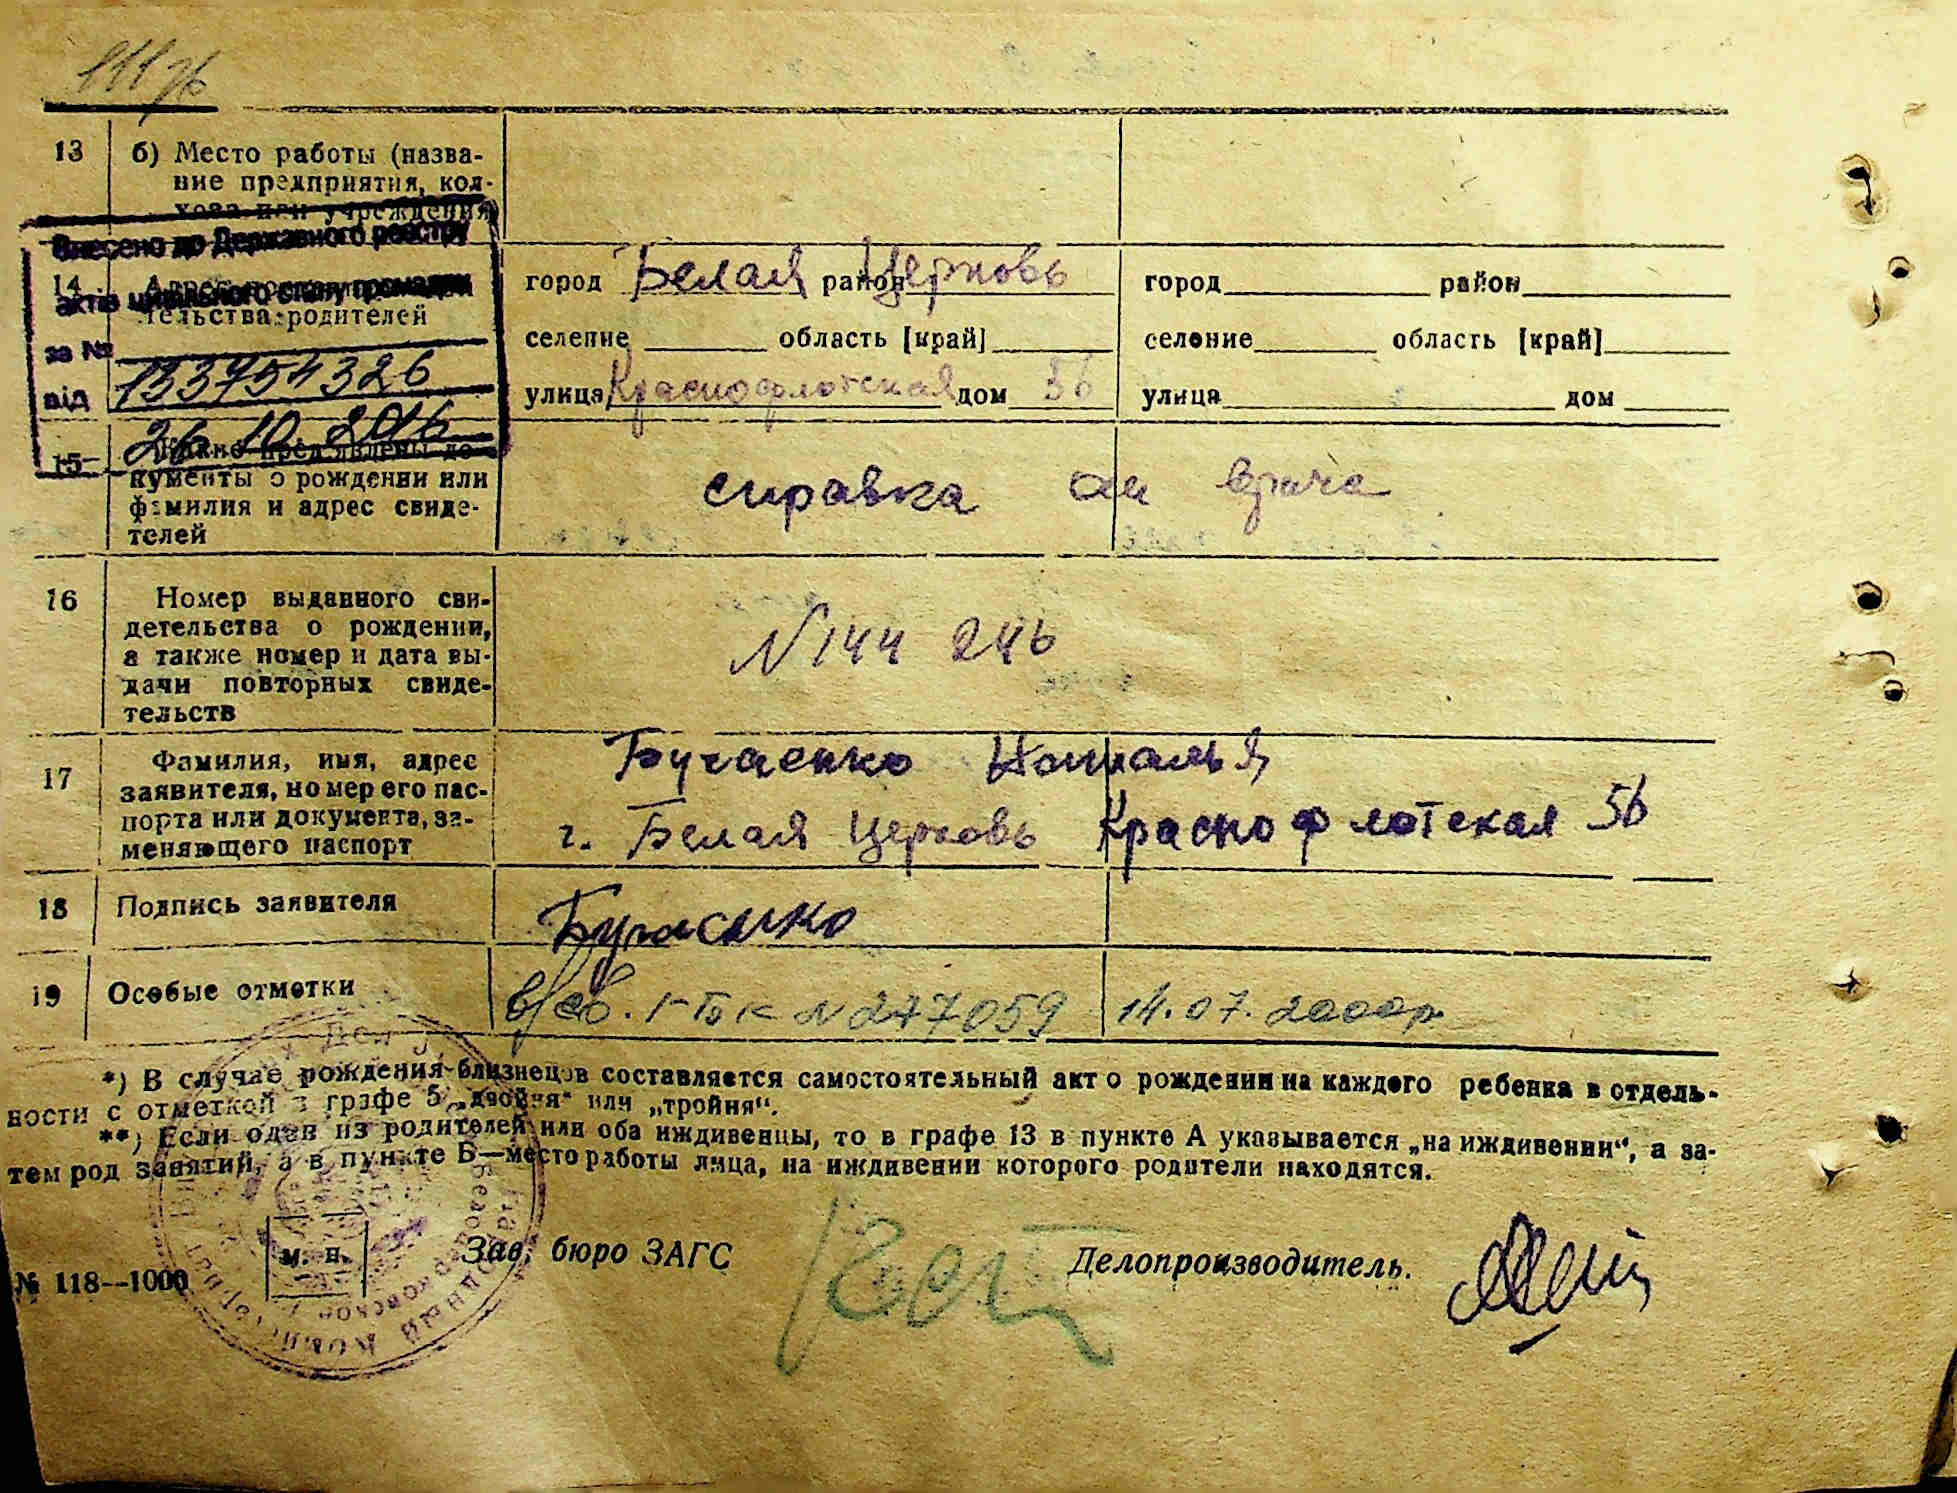 13 б) Место работы (назва-
ние предприятия, кол-
хоза или учреждения
Внесено до Державного реєстру
актів цивільного стану громадян
за №
133754326
від
26 10 2016
14
тельства родителей
город Белая Церковь район
селение область [край]
улица Краснофлотская дом 56
город район
селение область [край]
улица дом
15 предъявлены до-
кументы о рождении или
фамилия и адрес свиде-
телей
справка от врача
16 Номер выданного сви-
детельства о рождении,
а также номер и дата вы-
дачи повторных свиде-
тельств
N 144 246
17 Фамилия, имя, адрес
заявителя, номер его пас-
порта или документа, за-
меняющего паспорт
Наталья
г. Белая Церковь Краснофлотская 56
18 Подпись заявителя
19 Особые отметки
св. I-БК N 277059 14.07.2000р
*) В случае рождения близнецов составляется самостоятельный акт о рождении на каждого ребенка в отдель-
ности с отметкой в графе 5 „двойня“ или „тройня“.
**) Если один из родителей или оба иждивенцы, то в графе 13 в пункте А указывается „на иждивении“, а за-
тем род занятий, а в пункте Б—место работы лица, на иждивении которого родители находятся.
м. п.
Зав. бюро ЗАГС
Делопроизводитель.
№ 118--1000